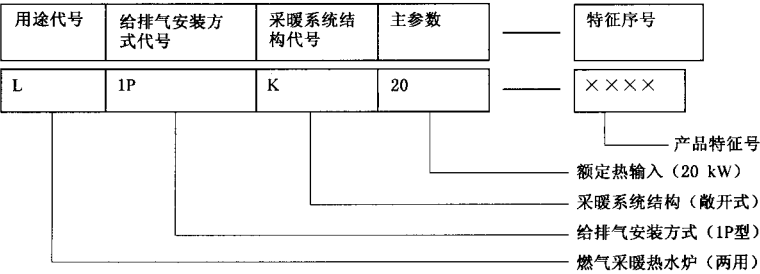 用途代号
给排气安装方
式代号
采暖系统结
构代号
主参数
特征序号
L
1P
K
20
××××
产品特征号
额定热输入（20 kW）
采暖系统结构（敞开式）
给排气安装方式（1P型）
燃气采暖热水炉（两用）